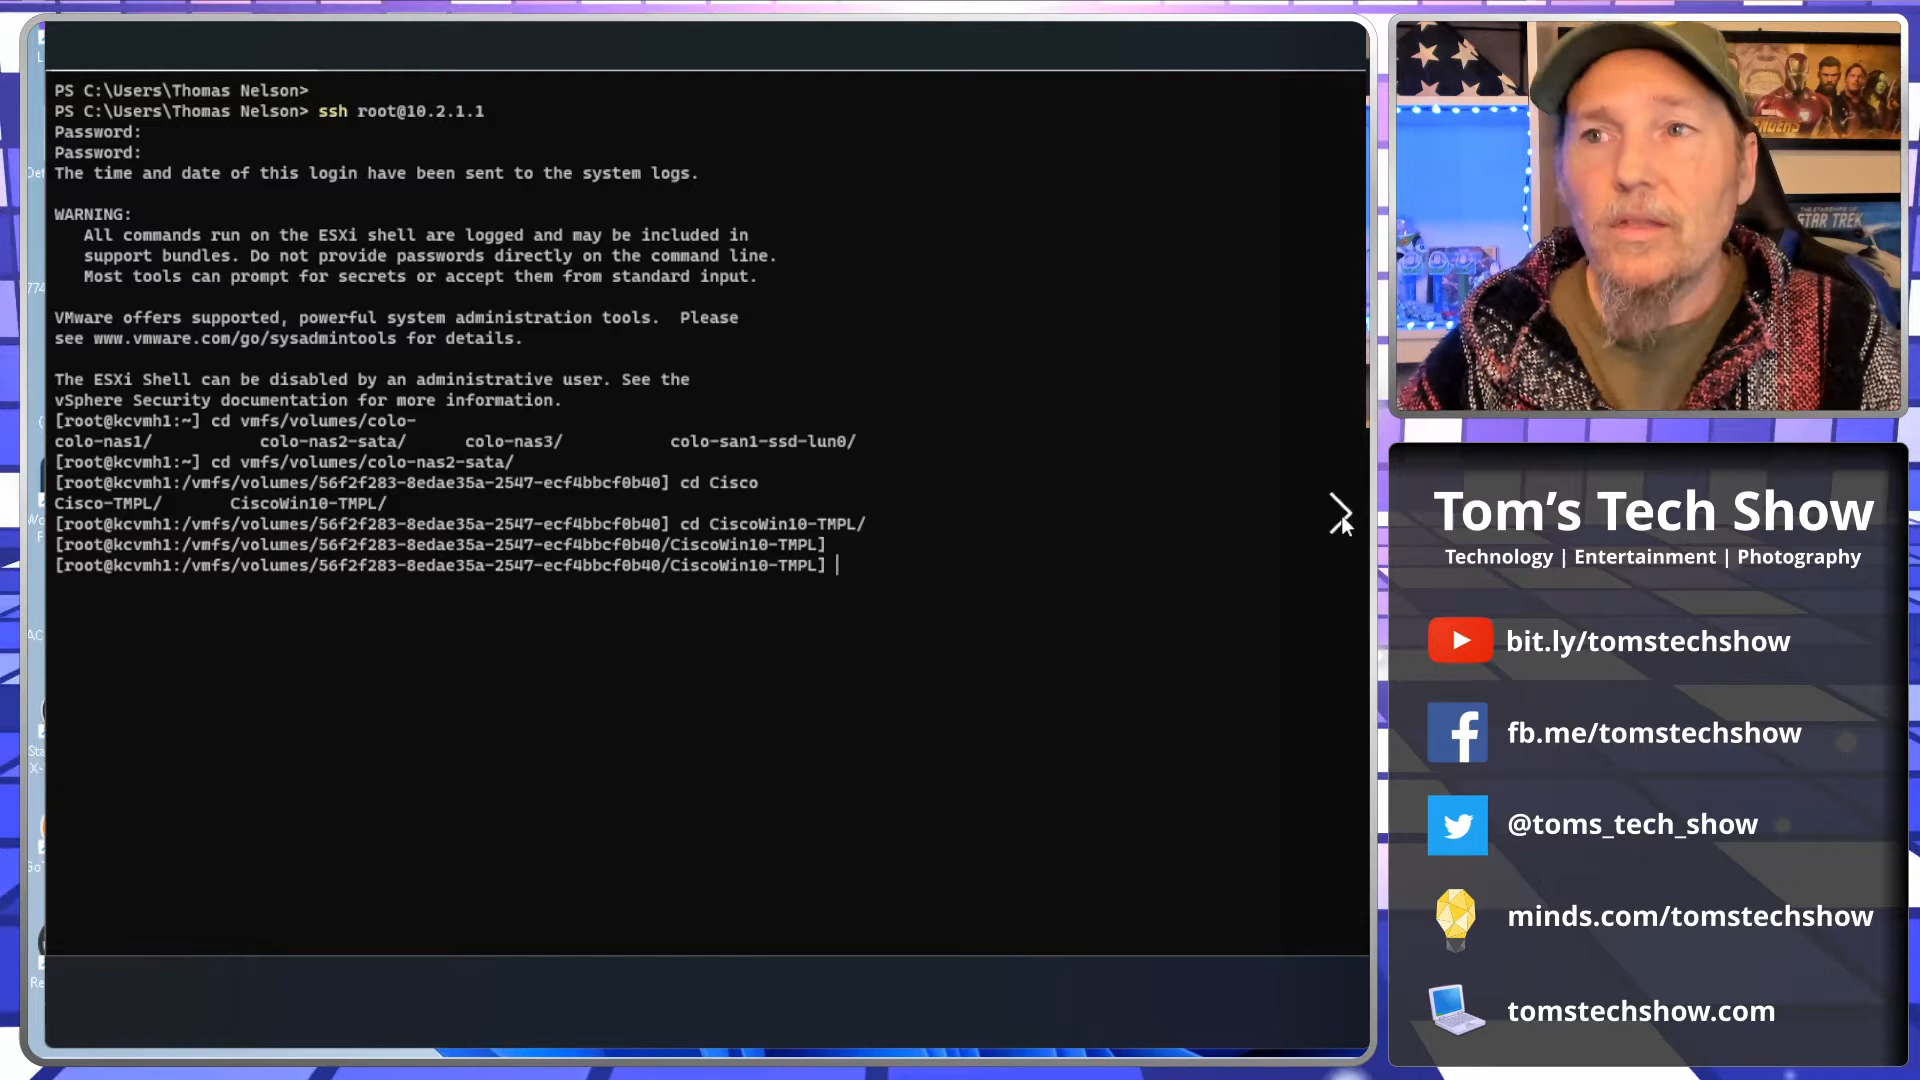 PS C:\Users\Thomas Nelson>
PS C:\Users\Thomas Nelson> ssh root@10.2.1.1
Password:
Password:
The time and date of this login have been sent to the system logs.
WARNING:
All commands run on the ESXi shell are logged and may be included in
support bundles. Do not provide passwords directly on the command line.
Most tools can prompt for secrets or accept them from standard input.
VMware offers supported, powerful system administration tools. Please
see www.vmware.com/go/sysadmintools for details.
The ESXi Shell can be disabled by an administrative user. See the
vSphere Security documentation for more information.
[root@kcvmh1:~] cd vmfs/volumes/colo-
colo-nas1/ colo-nas2-sata/ colo-nas3/ colo-san1-ssd-lun0/
[root@kcvmh1:~] cd vmfs/volumes/colo-nas2-sata/
[root@kcvmh1:/vmfs/volumes/56f2f283-8edae35a-2547-ecf4bbcf0b40] cd Cisco
Cisco-TMPL/ CiscoWin10-TMPL/
[root@kcvmh1:/vmfs/volumes/56f2f283-8edae35a-2547-ecf4bbcf0b40] cd CiscoWin10-TMPL/
[root@kcvmh1:/vmfs/volumes/56f2f283-8edae35a-2547-ecf4bbcf0b40/CiscoWin10-TMPL]
[root@kcvmh1:/vmfs/volumes/56f2f283-8edae35a-2547-ecf4bbcf0b40/CiscoWin10-TMPL]
STAR TREK
Tom's Tech Show
Technology | Entertainment | Photography
bit.ly/tomstechshow
fb.me/tomstechshow
@toms_tech_show
minds.com/tomstechshow
tomstechshow.com